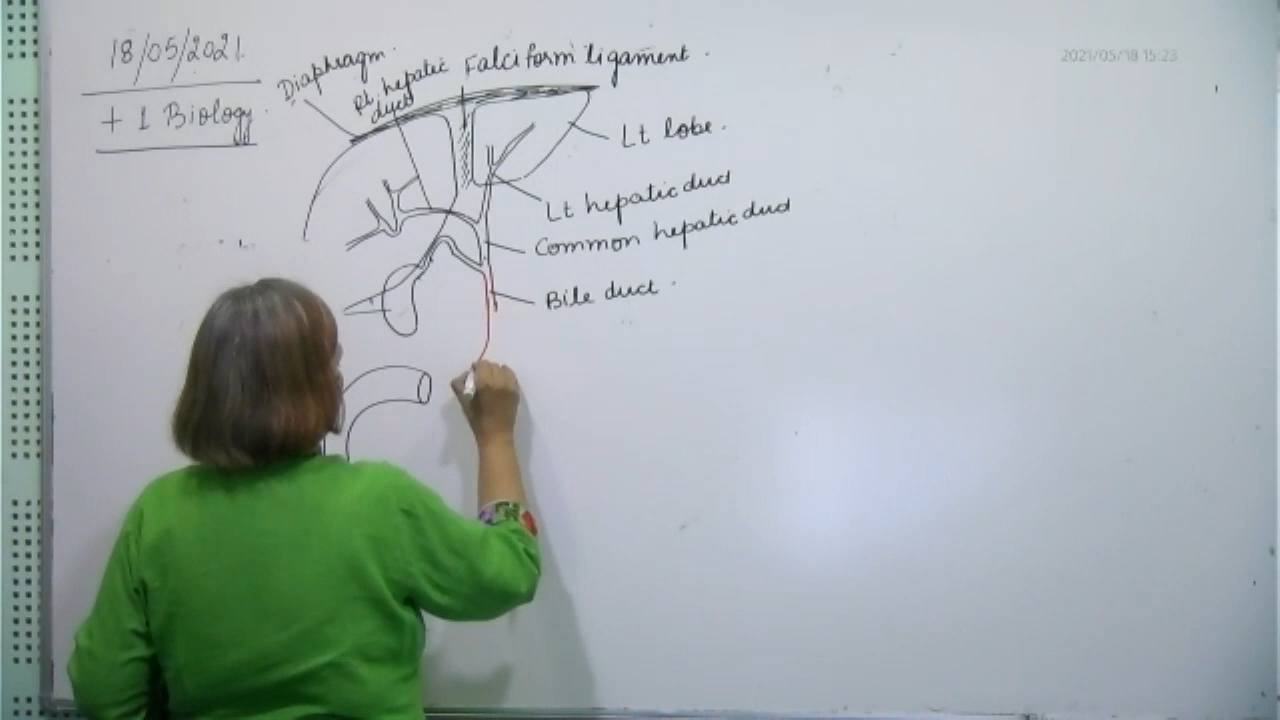 18/05/2021.
+ 1 Biology.
Diaphragm.
Rt. hepatic
duct
Falciform ligament.
Lt lobe.
Lt hepatic duct
Common hepatic duct
Bile duct.
2021/05/18 15:23